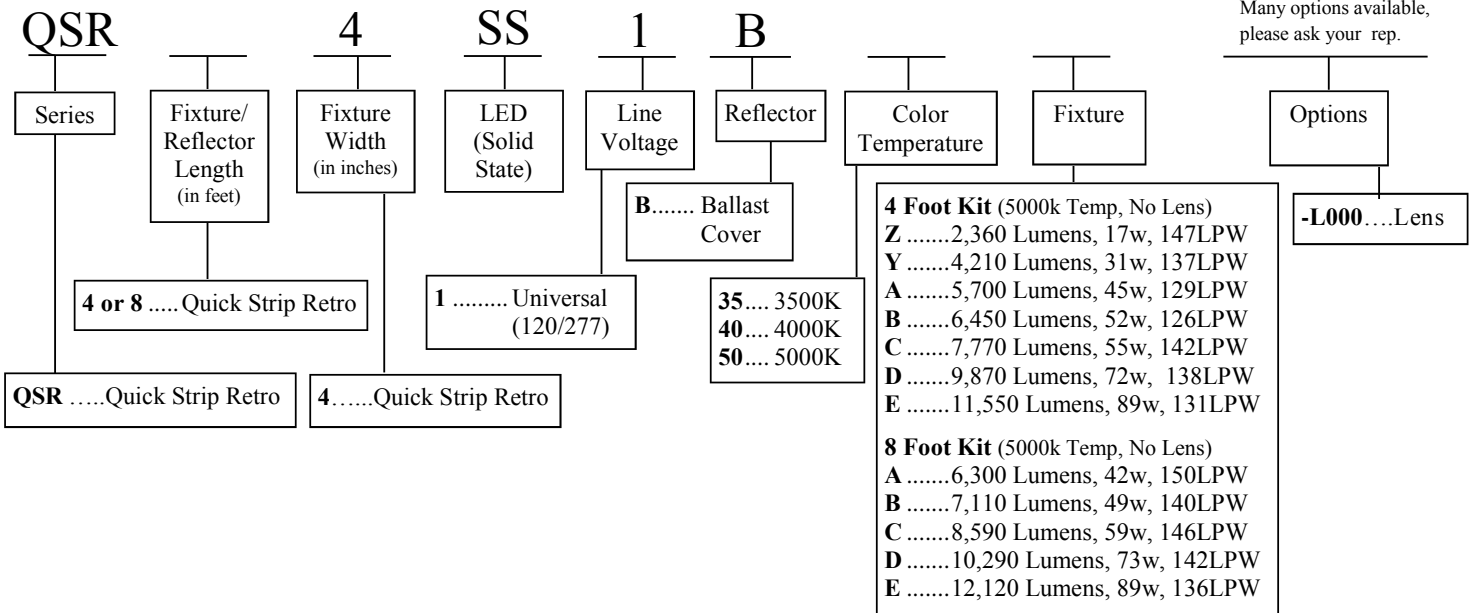 Many options available,
please ask your rep.
QSR 4 SS 1 B
Series
Fixture/
Reflector
Length
(in feet)
Fixture
Width
(in inches)
LED
(Solid
State)
Line
Voltage
Reflector
Color
Temperature
Fixture
Options
B....... Ballast
Cover
-L000….Lens
4 or 8 .....Quick Strip Retro
1 ......... Universal
(120/277)
35.... 3500K
40.... 4000K
50.... 5000K
QSR …..Quick Strip Retro
4…...Quick Strip Retro
4 Foot Kit (5000k Temp, No Lens)
Z .......2,360 Lumens, 17w, 147LPW
Y .......4,210 Lumens, 31w, 137LPW
A .......5,700 Lumens, 45w, 129LPW
B .......6,450 Lumens, 52w, 126LPW
C .......7,770 Lumens, 55w, 142LPW
D .......9,870 Lumens, 72w, 138LPW
E .......11,550 Lumens, 89w, 131LPW
8 Foot Kit (5000k Temp, No Lens)
A .......6,300 Lumens, 42w, 150LPW
B .......7,110 Lumens, 49w, 140LPW
C .......8,590 Lumens, 59w, 146LPW
D .......10,290 Lumens, 73w, 142LPW
E .......12,120 Lumens, 89w, 136LPW